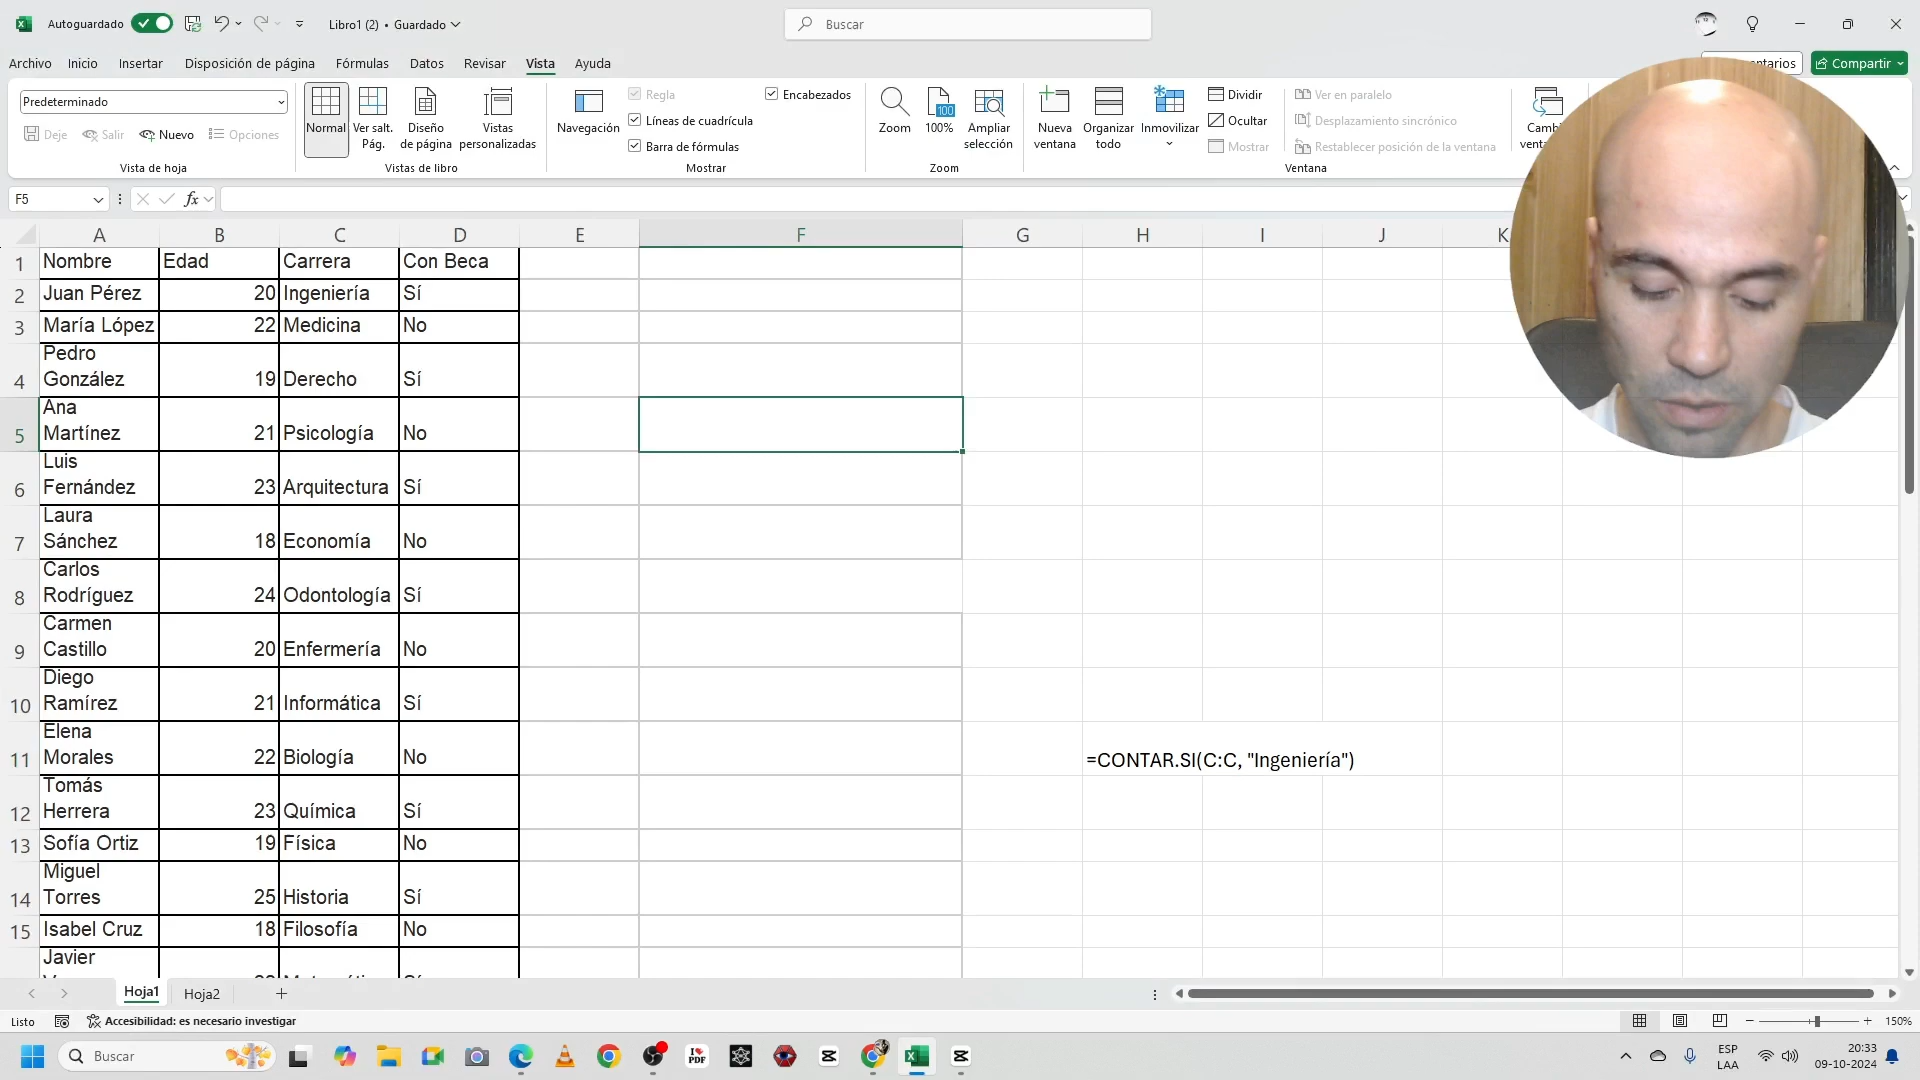 Autoguardado
Libro1 (2) • Guardado
Buscar
Archivo Inicio Insertar Disposición de página Fórmulas Datos Revisar Vista Ayuda
Compartir
Predeterminado
Deje Salir Nuevo Opciones
Vista de hoja
Normal
Ver salt. Pág.
Diseño de página
Vistas personalizadas
Vistas de libro
Navegación
Regla
Líneas de cuadrícula
Barra de fórmulas
Encabezados
Mostrar
Zoom
100
100%
Ampliar selección
Zoom
Nueva ventana
Organizar todo
Inmovilizar
Dividir
Ocultar
Mostrar
Ver en paralelo
Desplazamiento sincrónico
Restablecer posición de la ventana
Ventana
F5
fx
A B C D E F G H I J K
1 Nombre Edad Carrera Con Beca
2 Juan Pérez 20 Ingeniería Sí
3 María López 22 Medicina No
4 Pedro González 19 Derecho Sí
5 Ana Martínez 21 Psicología No
6 Luis Fernández 23 Arquitectura Sí
7 Laura Sánchez 18 Economía No
8 Carlos Rodríguez 24 Odontología Sí
9 Carmen Castillo 20 Enfermería No
10 Diego Ramírez 21 Informática Sí
11 Elena Morales 22 Biología No
=CONTAR.SI(C:C, "Ingeniería")
12 Tomás Herrera 23 Química Sí
13 Sofía Ortiz 19 Física No
14 Miguel Torres 25 Historia Sí
15 Isabel Cruz 18 Filosofía No
Javier
Hoja1 Hoja2
Listo
Accesibilidad: es necesario investigar
150%
Buscar
I PDF
ESP
LAA
20:33
09-10-2024